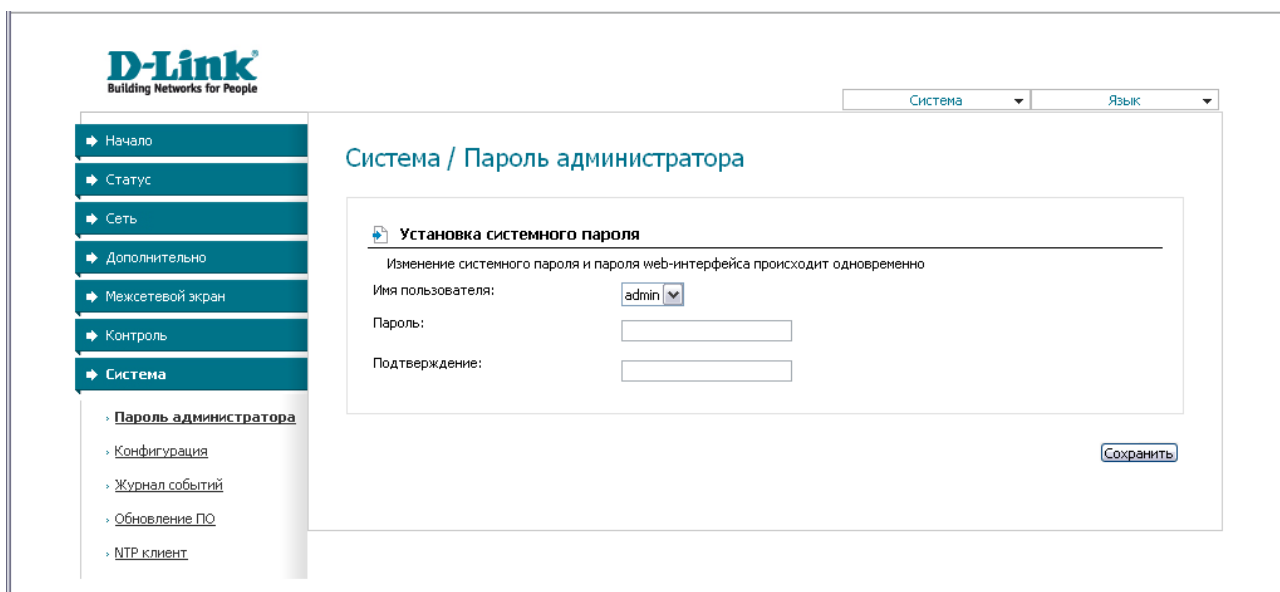 D-Link
Building Networks for People
Система
Язык
Начало
Статус
Сеть
Дополнительно
Межсетевой экран
Контроль
Система
Пароль администратора
Конфигурация
Журнал событий
Обновление ПО
NTP клиент
Система / Пароль администратора
Установка системного пароля
Изменение системного пароля и пароля web-интерфейса происходит одновременно
Имя пользователя: admin
Пароль:
Подтверждение:
Сохранить